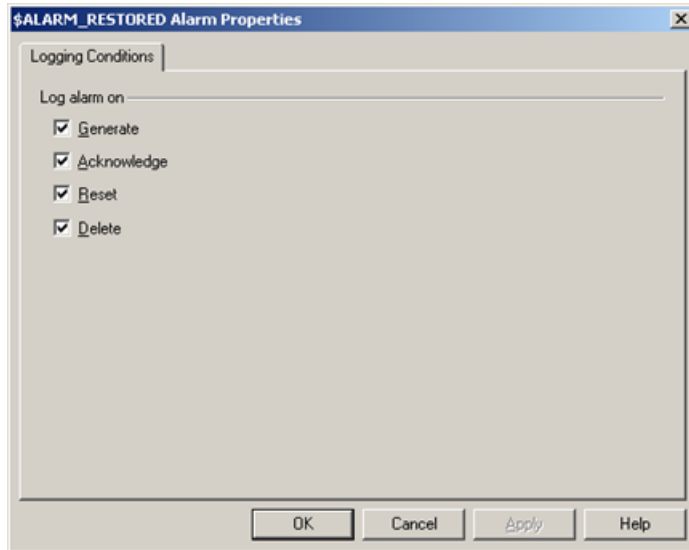 $ALARM_RESTORED Alarm Properties
Logging Conditions
Log alarm on
Generate
Acknowledge
Reset
Delete
OK Cancel Apply Help